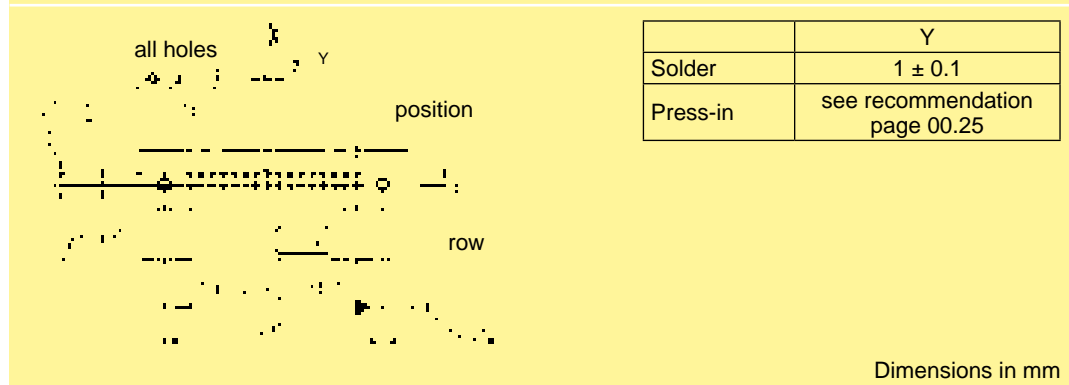 all holes
Y
position
row
Y
Solder 1 ± 0.1
Press-in see recommendation
page 00.25
Dimensions in mm